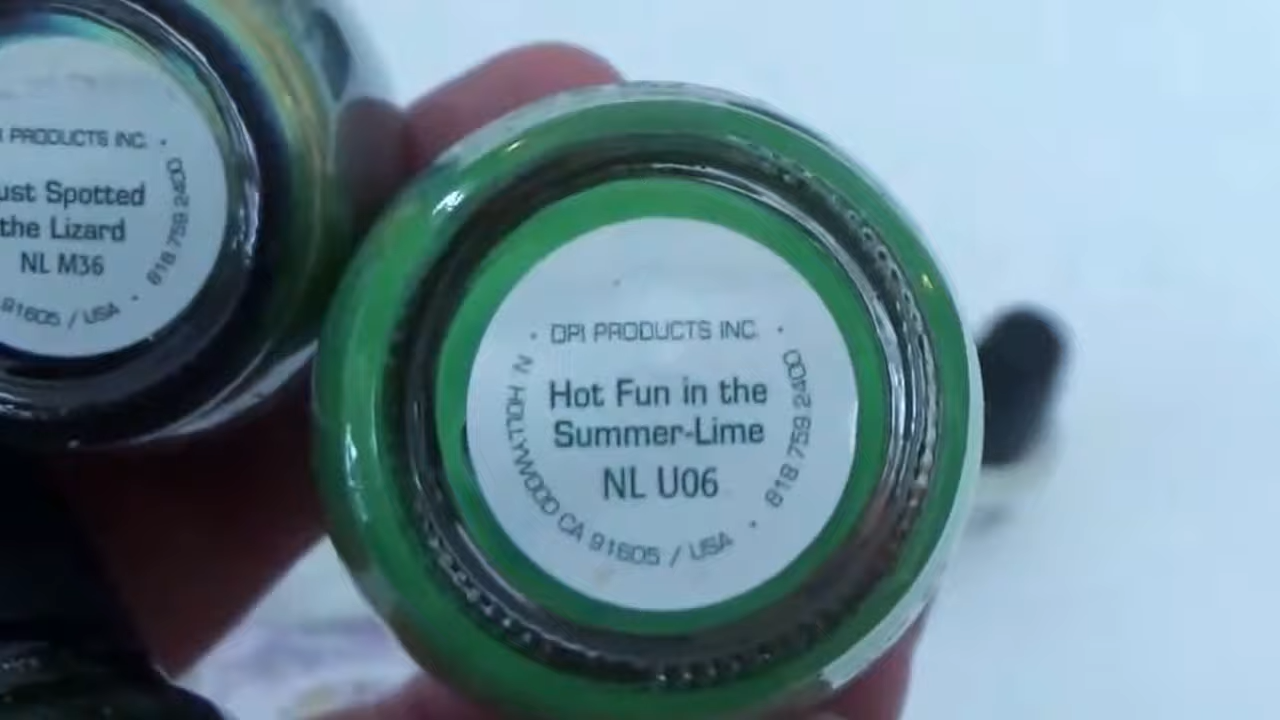 PRODUCTS INC. •
ust Spotted
the Lizard
NL M36
91605 / USA • 818 759 2400
• OPI PRODUCTS INC. •
Hot Fun in the
Summer-Lime
NL U06
N HOLLYWOOD CA 91605 / USA • 818 759 2400